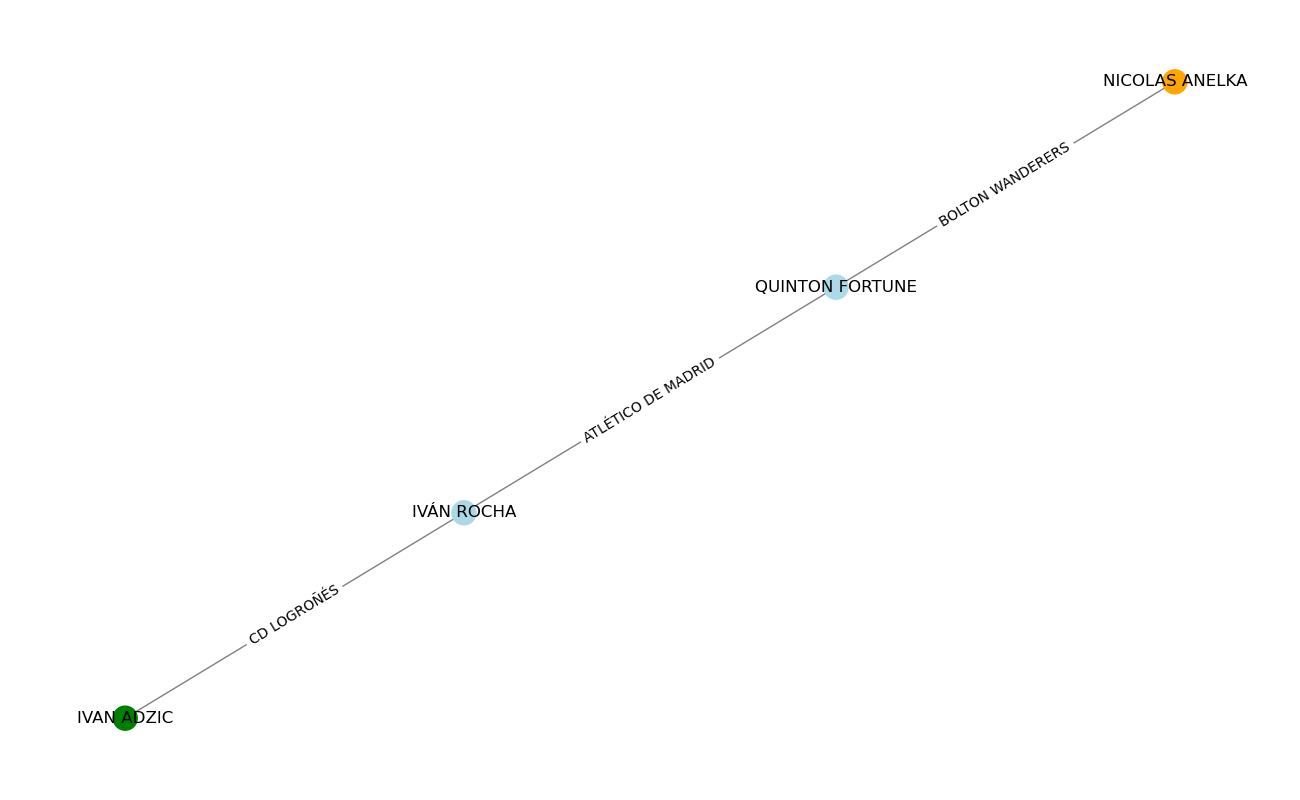 NICOLAS ANELKA
BOLTON WANDERERS
QUINTON FORTUNE
ATLÉTICO DE MADRID
IVÁN ROCHA
CD LOGROÑÉS
IVAN ADZIC